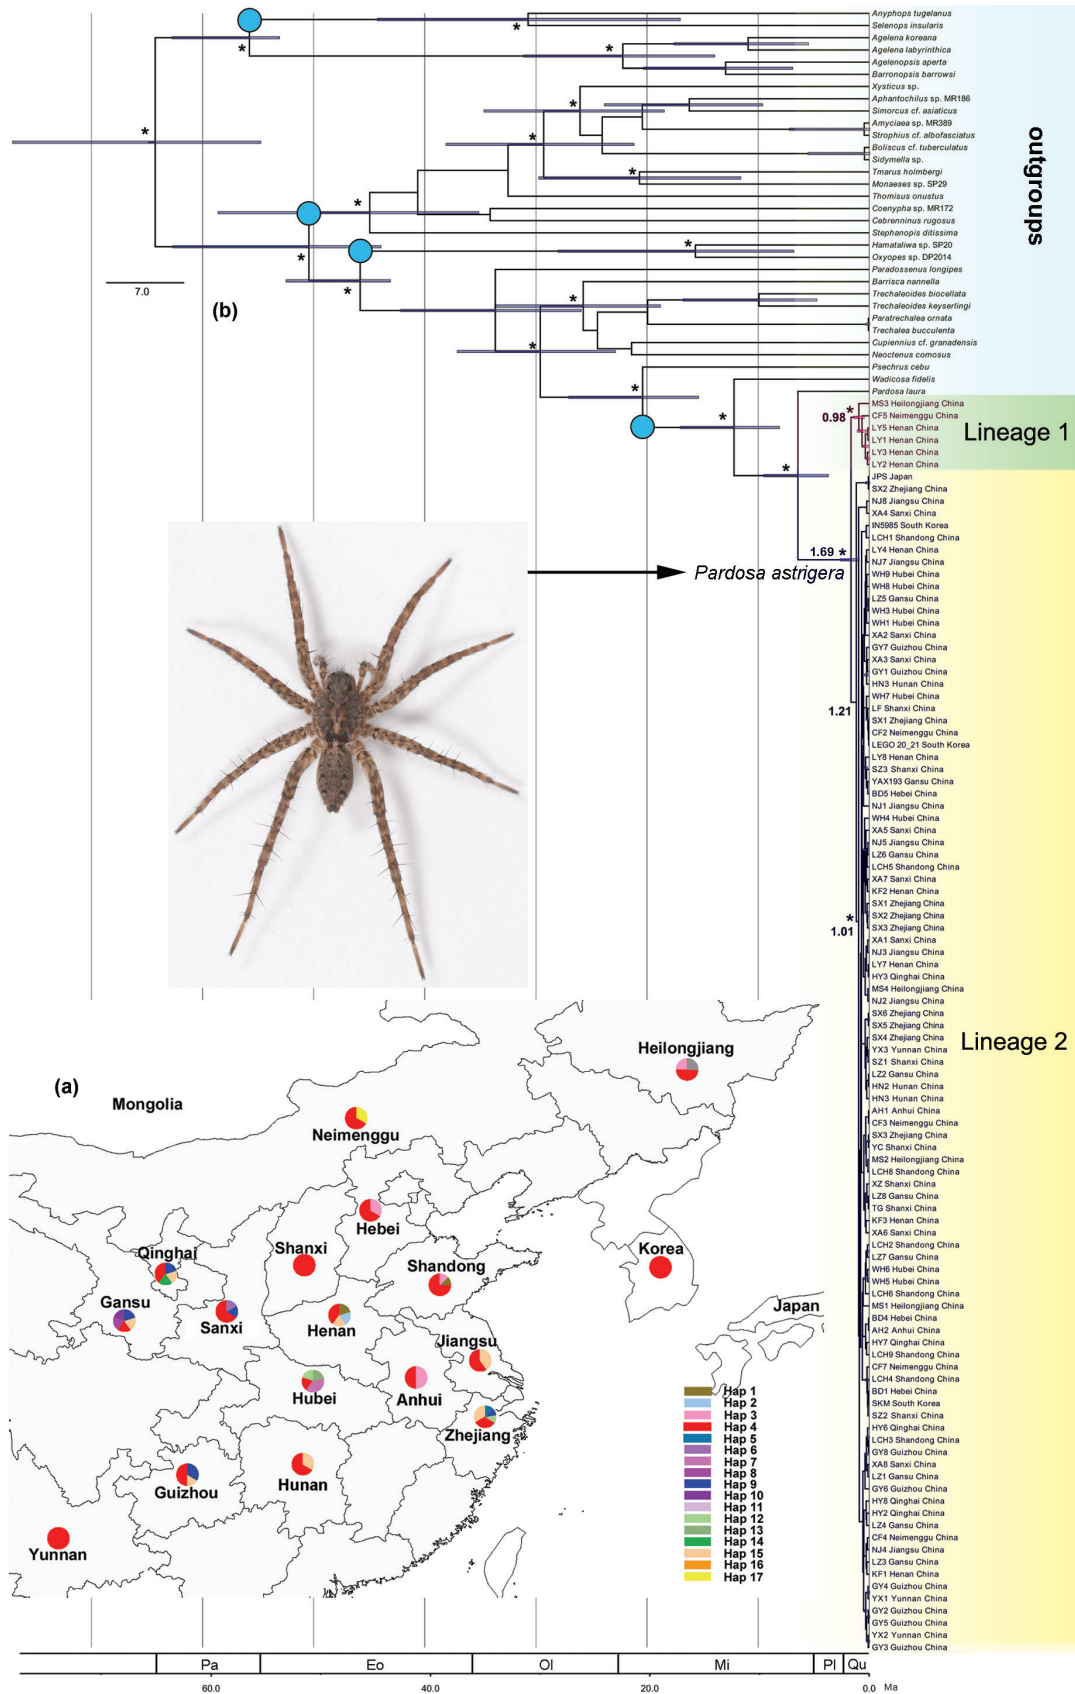 Anyphops tugelanus
Selenops insularis
Agelena koreana
Agelena labyrinthica
Agelenopsis aperta
Barronopsis barrowsi
Xysticus sp.
Aphantochilus sp. MR186
Simorcus cf. asiaticus
Amyciaea sp. MR389
Strophius cf. albofasciatus
Boliscus cf. tuberculatus
Sidymella sp.
Tmarus holmbergi
Monaeses sp. SP29
Thomisus onustus
Coenypha sp. MR172
Cebrenninus rugosus
Stephanopis ditissima
Hamataliwa sp. SP20
Oxyopes sp. DP2014
Paradossenus longipes
Barrisca nannella
Trechaleoides biocellata
Trechaleoides keyserlingi
Paratrechalea ornata
Trechalea bucculenta
Cupiennius cf. granadensis
Neoctenus comosus
Psechrus cebu
Wadicosa fidelis
Pardosa laura
outgroups
7.0
(b)
MS3 Heilongjiang China
CF5 Neimenggu China
LY5 Henan China
LY1 Henan China
LY3 Henan China
LY2 Henan China
0.98
Lineage 1
JPS Japan
SX2 Zhejiang China
NJ8 Jiangsu China
XA4 Sanxi China
IN5985 South Korea
LCH1 Shandong China
LY4 Henan China
NJ7 Jiangsu China
WH9 Hubei China
WH8 Hubei China
LZ5 Gansu China
WH3 Hubei China
WH1 Hubei China
XA2 Sanxi China
GY7 Guizhou China
XA3 Sanxi China
GY1 Guizhou China
HN3 Hunan China
WH7 Hubei China
LF Shanxi China
SX1 Zhejiang China
CF2 Neimenggu China
LEGO 20_21 South Korea
LY8 Henan China
SZ3 Shanxi China
YAX193 Gansu China
BD5 Hebei China
NJ1 Jiangsu China
WH4 Hubei China
XA5 Sanxi China
NJ5 Jiangsu China
LZ6 Gansu China
LCH5 Shandong China
XA7 Sanxi China
KF2 Henan China
SX1 Zhejiang China
SX2 Zhejiang China
SX3 Zhejiang China
XA1 Sanxi China
NJ3 Jiangsu China
LY7 Henan China
HY3 Qinghai China
MS4 Heilongjiang China
NJ2 Jiangsu China
SX6 Zhejiang China
SX5 Zhejiang China
SX4 Zhejiang China
YX3 Yunnan China
SZ1 Shanxi China
LZ2 Gansu China
HN2 Hunan China
HN3 Hunan China
AH1 Anhui China
CF3 Neimenggu China
SX3 Zhejiang China
YC Shanxi China
MS2 Heilongjiang China
LCH8 Shandong China
XZ Shanxi China
LZ8 Gansu China
TG Shanxi China
KF3 Henan China
XA6 Sanxi China
LCH2 Shandong China
LZ7 Gansu China
WH6 Hubei China
WH5 Hubei China
LCH6 Shandong China
MS1 Heilongjiang China
BD4 Hebei China
AH2 Anhui China
HY7 Qinghai China
LCH9 Shandong China
CF7 Neimenggu China
LCH4 Shandong China
BD1 Hebei China
SKM South Korea
SZ2 Shanxi China
HY6 Qinghai China
LCH3 Shandong China
GY8 Guizhou China
XA8 Sanxi China
LZ1 Gansu China
GY6 Guizhou China
HY8 Qinghai China
HY2 Qinghai China
LZ4 Gansu China
CF4 Neimenggu China
NJ4 Jiangsu China
LZ3 Gansu China
KF1 Henan China
GY4 Guizhou China
YX1 Yunnan China
GY2 Guizhou China
GY5 Guizhou China
YX2 Yunnan China
GY3 Guizhou China
1.69
Pardosa astrigera
1.21
1.01
Lineage 2
(a)
Mongolia
Heilongjiang
Neimenggu
Hebei
Qinghai
Shanxi
Shandong
Korea
Gansu
Sanxi
Henan
Japan
Jiangsu
Hubei
Anhui
Zhejiang
Guizhou
Hunan
Yunnan
Hap 1
Hap 2
Hap 3
Hap 4
Hap 5
Hap 6
Hap 7
Hap 8
Hap 9
Hap 10
Hap 11
Hap 12
Hap 13
Hap 14
Hap 15
Hap 16
Hap 17
Pa Eo Ol Mi Pl Qu
60.0 40.0 20.0 0.0 Ma